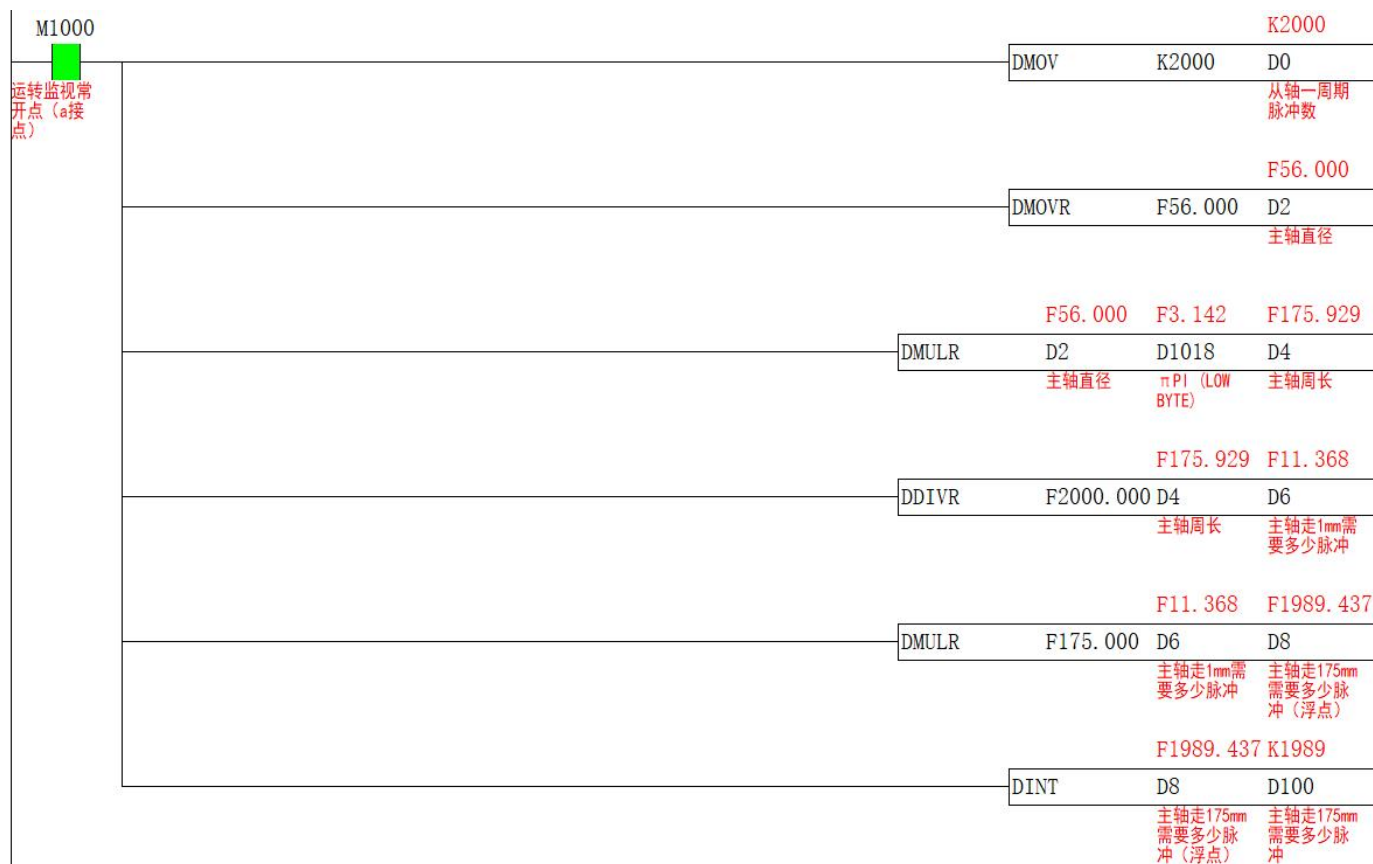 M1000
K2000
DMOV K2000 D0
运转监视常
开点（a接
点）
从轴一周期
脉冲数
F56.000
DMOVR F56.000 D2
主轴直径
F56.000 F3.142 F175.929
DMULR D2 D1018 D4
主轴直径 πPI (LOW 主轴周长
BYTE)
F175.929 F11.368
DDIVR F2000.000 D4 D6
主轴周长 主轴走1mm需
要多少脉冲
F11.368 F1989.437
DMULR F175.000 D6 D8
主轴走1mm需 主轴走175mm
要多少脉冲 需要多少脉
冲（浮点）
F1989.437 K1989
DINT D8 D100
主轴走175mm 主轴走175mm
需要多少脉 需要多少脉
冲（浮点） 冲